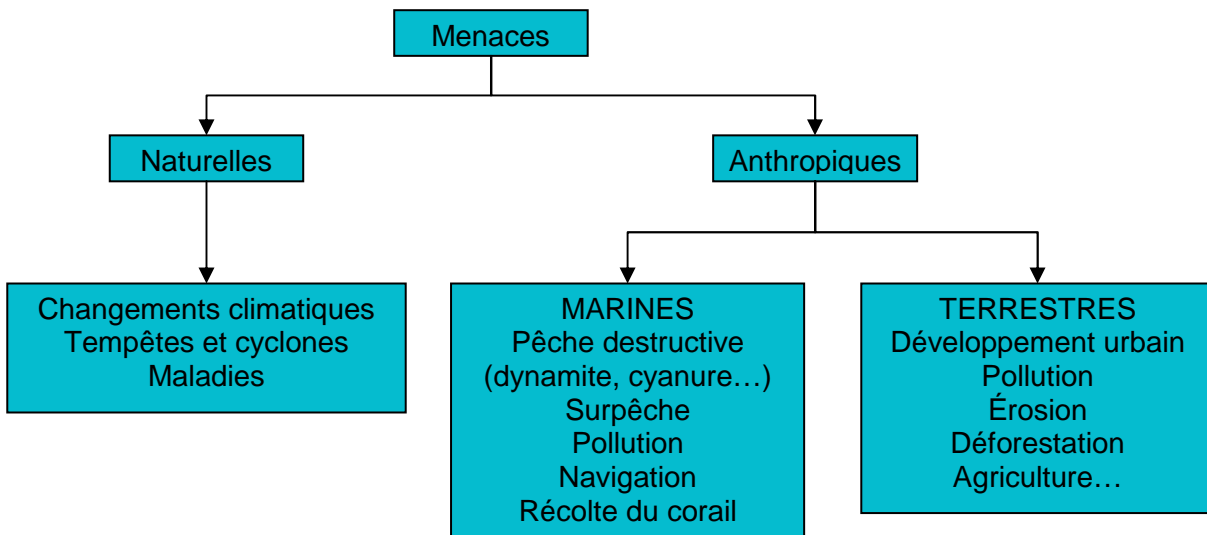 Menaces
Naturelles
Anthropiques
Changements climatiques
Tempêtes et cyclones
Maladies
MARINES
Pêche destructive
(dynamite, cyanure…)
Surpêche
Pollution
Navigation
Récolte du corail
TERRESTRES
Développement urbain
Pollution
Érosion
Déforestation
Agriculture…